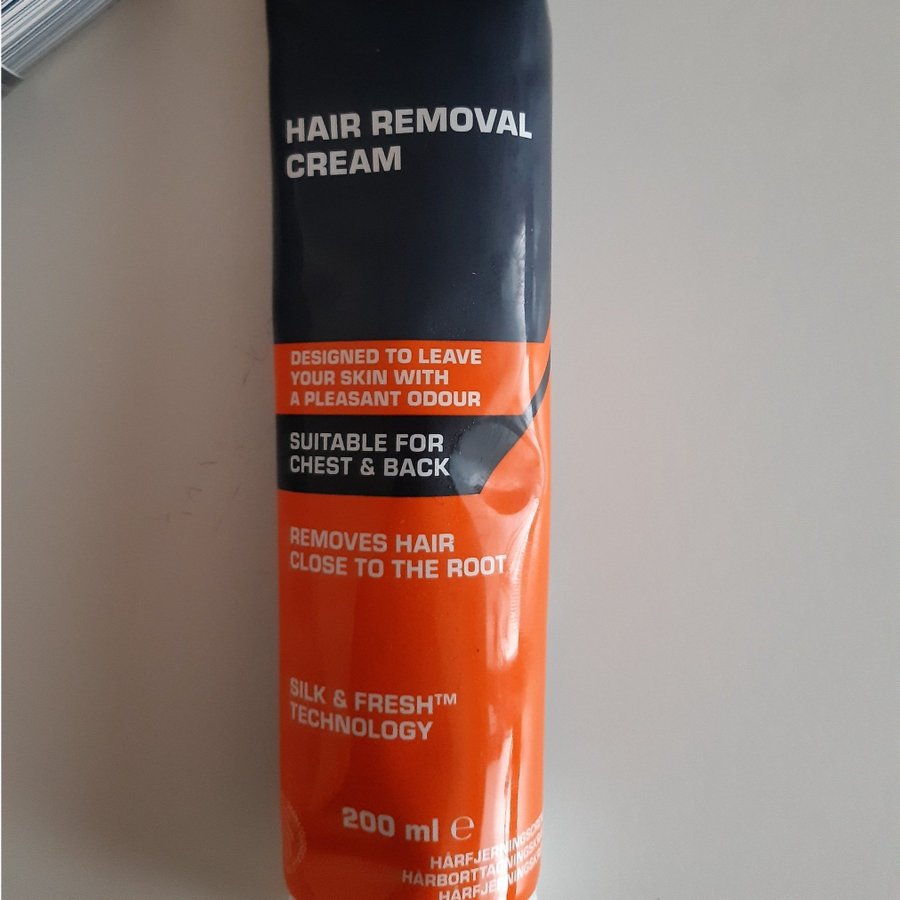 HAIR REMOVAL
CREAM
DESIGNED TO LEAVE
YOUR SKIN WITH
A PLEASANT ODOUR
SUITABLE FOR
CHEST & BACK
REMOVES HAIR
CLOSE TO THE ROOT
SILK & FRESH™
TECHNOLOGY
200 ml ℮